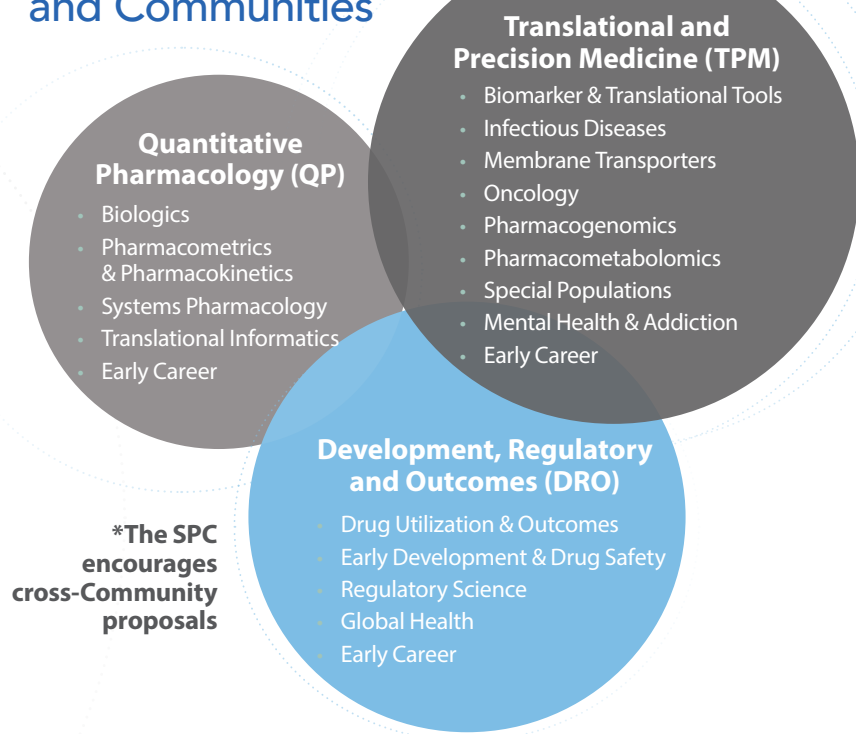 and Communities
Translational and
Precision Medicine (TPM)
• Biomarker & Translational Tools
• Infectious Diseases
• Membrane Transporters
• Oncology
• Pharmacogenomics
• Pharmacometabolomics
• Special Populations
• Mental Health & Addiction
• Early Career
Quantitative
Pharmacology (QP)
• Biologics
• Pharmacometrics
& Pharmacokinetics
• Systems Pharmacology
• Translational Informatics
• Early Career
Development, Regulatory
and Outcomes (DRO)
• Drug Utilization & Outcomes
• Early Development & Drug Safety
• Regulatory Science
• Global Health
• Early Career
*The SPC
encourages
cross-Community
proposals